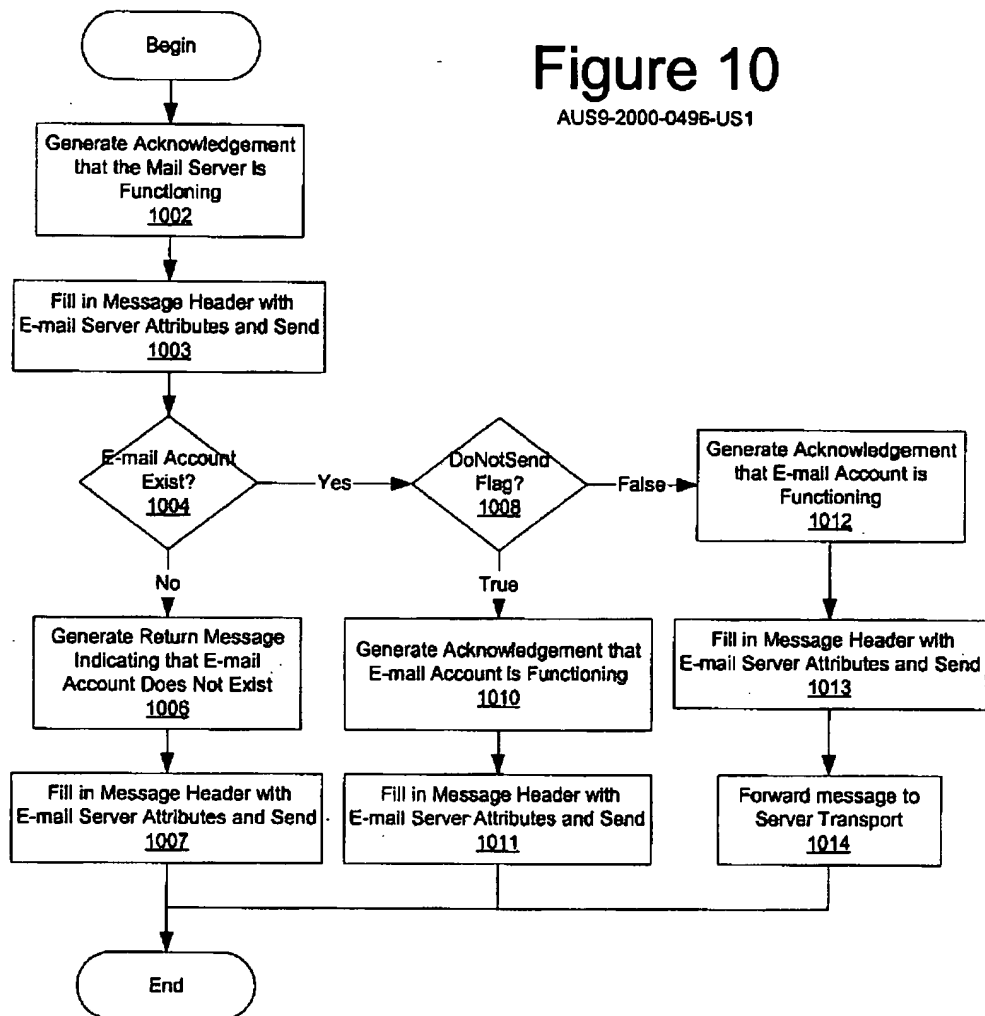 Begin
Figure 10
AUS9-2000-0496-US1
Generate Acknowledgement
that the Mail Server Is
Functioning
1002
Fill in Message Header with
E-mail Server Attributes and Send
1003
E-mail Account
Exist?
1004
Yes
DoNotSend
Flag?
1008
False
Generate Acknowledgement
that E-mail Account is
Functioning
1012
No
True
Generate Return Message
Indicating that E-mail
Account Does Not Exist
1006
Generate Acknowledgement that
E-mail Account Is Functioning
1010
Fill in Message Header with
E-mail Server Attributes and Send
1013
Fill in Message Header with
E-mail Server Attributes and Send
1007
Fill in Message Header with
E-mail Server Attributes and Send
1011
Forward message to
Server Transport
1014
End